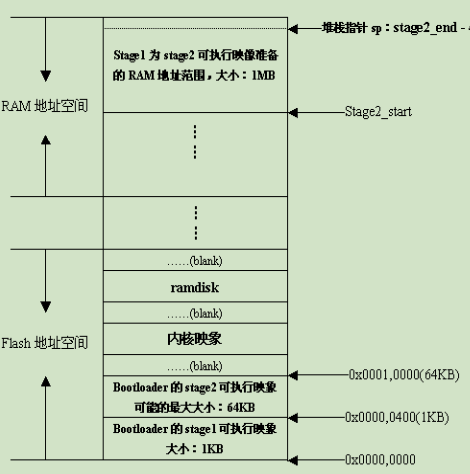 堆栈指针 sp：stage2_end - 4
Stage1 为 stage2 可执行映像准备
的 RAM 地址范围，大小：1MB
RAM 地址空间
Stage2_start
......(blank)
ramdisk
......(blank)
内核映象
Flash 地址空间
......(blank)
0x0001,0000(64KB)
Bootloader 的 stage2 可执行映象
可能的最大大小：64KB
0x0000,0400(1KB)
Bootloader 的 stage1 可执行映象
大小：1KB
0x0000,0000